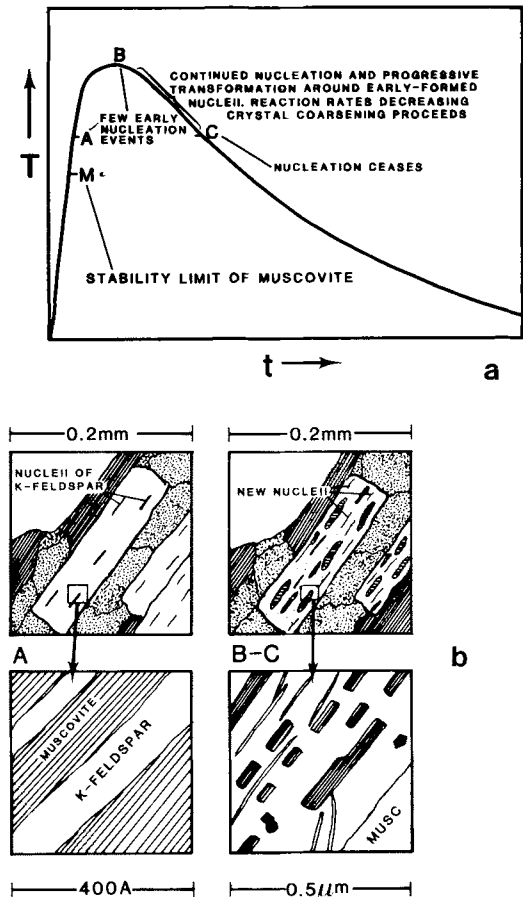 B
CONTINUED NUCLEATION AND PROGRESSIVE
TRANSFORMATION AROUND EARLY-FORMED
NUCLEII. REACTION RATES DECREASING
CRYSTAL COARSENING PROCEEDS
FEW EARLY
NUCLEATION
EVENTS
A
C
T
M
NUCLEATION CEASES
STABILITY LIMIT OF MUSCOVITE
t
a
0.2mm
0.2mm
NUCLEII OF
K-FELDSPAR
NEW NUCLEII
A
B-C
b
MUSCOVITE
K-FELDSPAR
MUSC
400A
0.5μm